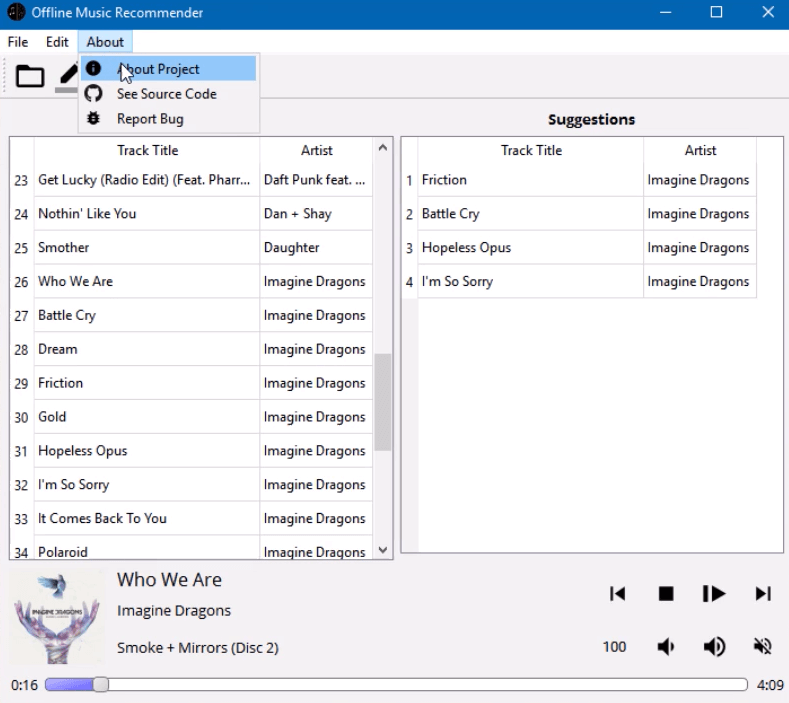 Offline Music Recommender
File Edit About
About Project
See Source Code
Report Bug
Suggestions
Track Title Artist
23 Get Lucky (Radio Edit) (Feat. Pharr... Daft Punk feat. ...
24 Nothin' Like You Dan + Shay
25 Smother Daughter
26 Who We Are Imagine Dragons
27 Battle Cry Imagine Dragons
28 Dream Imagine Dragons
29 Friction Imagine Dragons
30 Gold Imagine Dragons
31 Hopeless Opus Imagine Dragons
32 I'm So Sorry Imagine Dragons
33 It Comes Back To You Imagine Dragons
34 Polaroid Imagine Dragons
Track Title Artist
1 Friction Imagine Dragons
2 Battle Cry Imagine Dragons
3 Hopeless Opus Imagine Dragons
4 I'm So Sorry Imagine Dragons
IMAGINE DRAGONS
Who We Are
Imagine Dragons
Smoke + Mirrors (Disc 2)
100
0:16 4:09